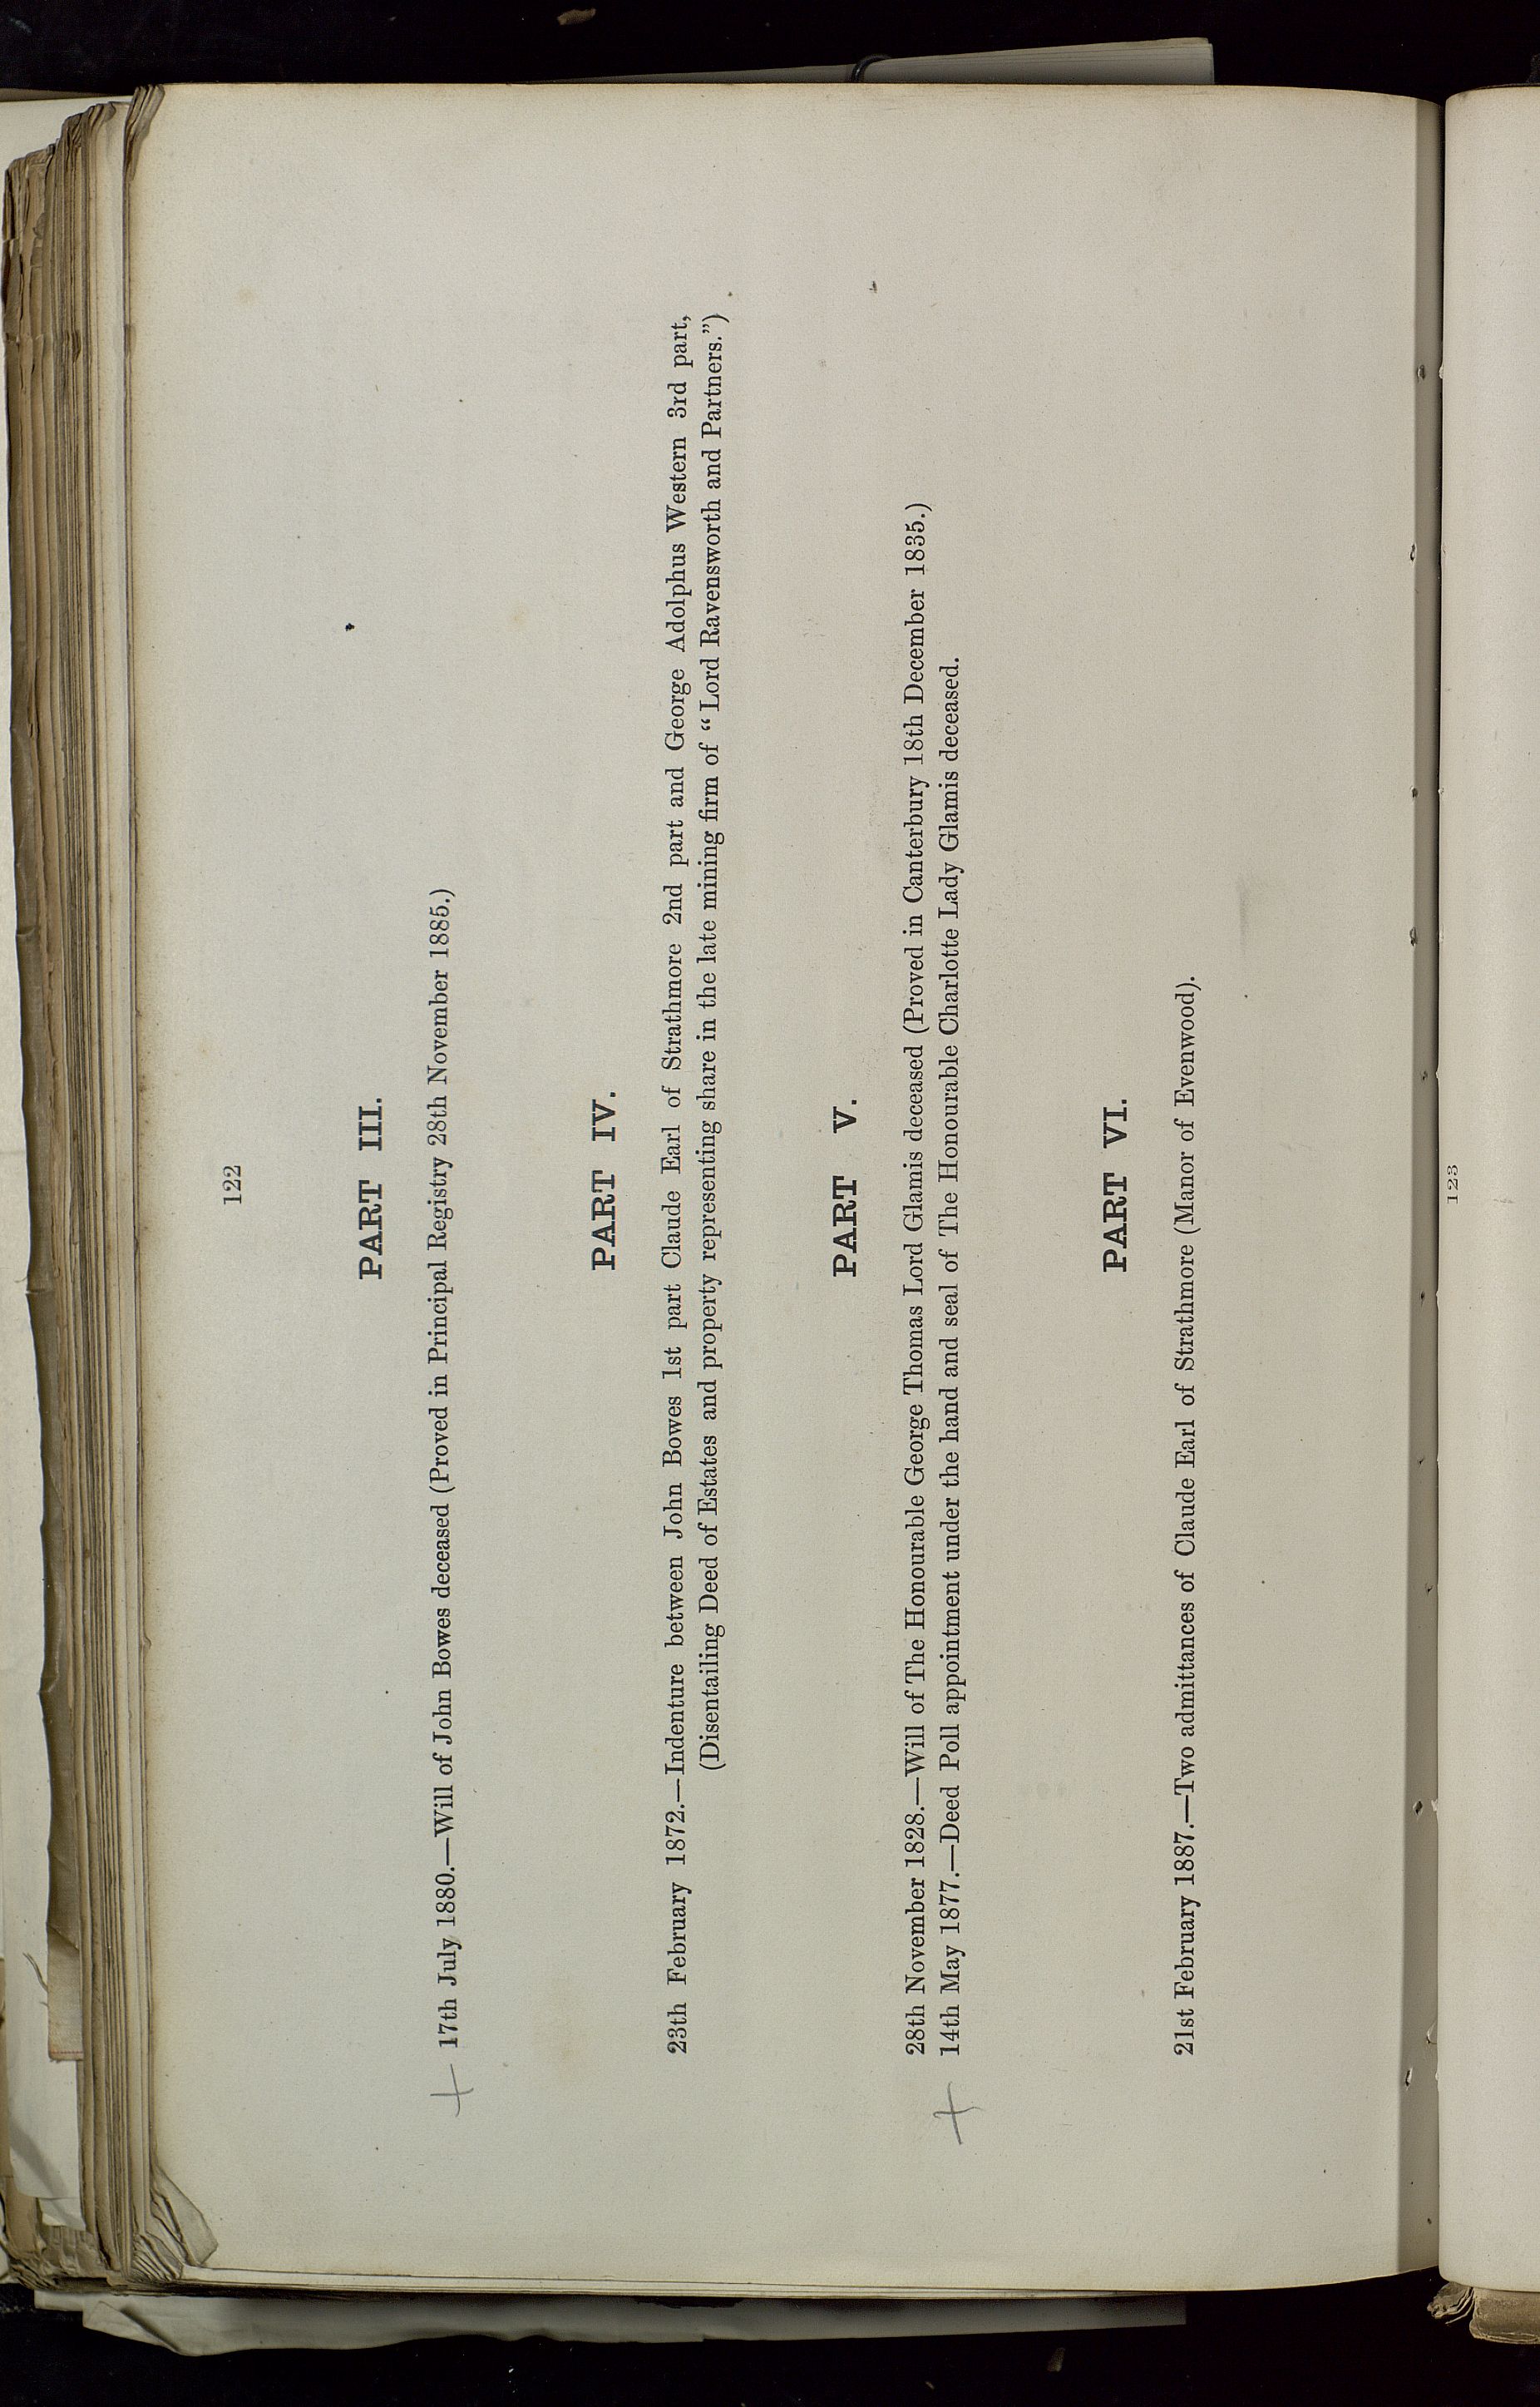 122
PART III.
+ 17th July 1880.—Will of John Bowes deceased (Proved in Principal Registry 28th November 1885.)
PART IV.
23th February 1872.—Indenture between John Bowes 1st part Claude Earl of Strathmore 2nd part and George Adolphus Western 3rd part,
(Disentailing Deed of Estates and property representing share in the late mining firm of “Lord Ravensworth and Partners.”)
PART V.
28th November 1828.—Will of The Honourable George Thomas Lord Glamis deceased (Proved in Canterbury 18th December 1835.)
+ 14th May 1877.—Deed Poll appointment under the hand and seal of The Honourable Charlotte Lady Glamis deceased.
PART VI.
21st February 1887.—Two admittances of Claude Earl of Strathmore (Manor of Evenwood).
123